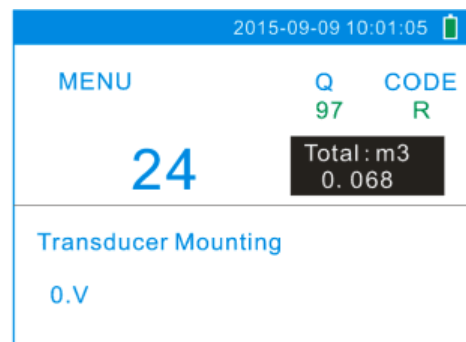 2015-09-09 10:01:05
MENU Q CODE
97 R
24
Total : m3
0. 068
Transducer Mounting
0.V